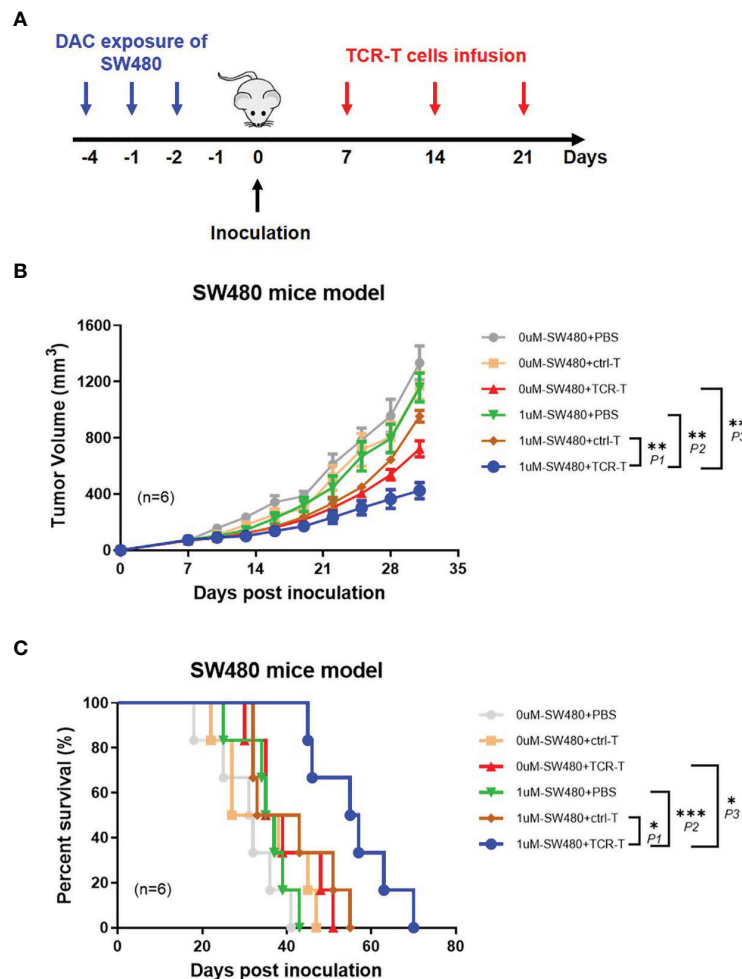 A
DAC exposure of
SW480
TCR-T cells infusion
-4 -1 -2 -1 0 7 14 21 Days
Inoculation
B
SW480 mice model
Tumor Volume (mm3)
1600
1200
800
400
0
(n=6)
0 7 14 21 28 35
Days post inoculation
0uM-SW480+PBS
0uM-SW480+ctrl-T
0uM-SW480+TCR-T
1uM-SW480+PBS
1uM-SW480+ctrl-T
1uM-SW480+TCR-T
**
P1
**
P2
**
P3
C
SW480 mice model
Percent survival (%)
100
80
60
40
20
0
(n=6)
0 20 40 60 80
Days post inoculation
0uM-SW480+PBS
0uM-SW480+ctrl-T
0uM-SW480+TCR-T
1uM-SW480+PBS
1uM-SW480+ctrl-T
1uM-SW480+TCR-T
*
P1
***
P2
*
P3